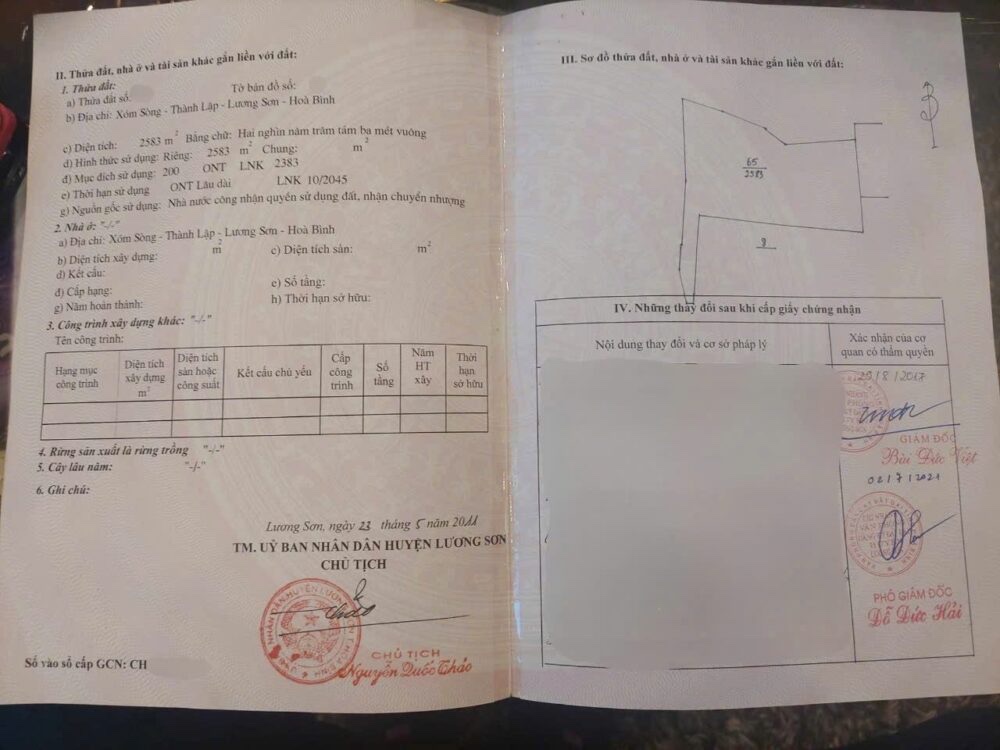 II. Thửa đất, nhà ở và tài sản khác gắn liền với đất:
1. Thửa đất:
a) Thửa đất số: Tờ bản đồ số:
b) Địa chỉ: Xóm Sòng - Thành Lập - Lương Sơn - Hoà Bình
c) Diện tích: 2583 m² Bằng chữ: Hai nghìn năm trăm tám ba mét vuông
d) Hình thức sử dụng: Riêng: 2583 m² Chung: m²
đ) Mục đích sử dụng: 200 ONT LNK 2383
e) Thời hạn sử dụng ONT Lâu dài LNK 10/2045
g) Nguồn gốc sử dụng: Nhà nước công nhận quyền sử dụng đất, nhận chuyển nhượng
2. Nhà ở: "-/-"
a) Địa chỉ: Xóm Sòng - Thành Lập - Lương Sơn - Hoà Bình
b) Diện tích xây dựng: m² c) Diện tích sàn: m²
d) Kết cấu:
đ) Cấp hạng: e) Số tầng:
g) Năm hoàn thành: h) Thời hạn sở hữu:
3. Công trình xây dựng khác: "-/-"
Tên công trình:
Hạng mục công trình
Diện tích xây dựng m²
Diện tích sàn hoặc công suất
Kết cấu chủ yếu
Cấp công trình
Số tầng
Năm HT xây
Thời hạn sở hữu
4. Rừng sản xuất là rừng trồng "-/-"
5. Cây lâu năm: "-/-"
6. Ghi chú:
Lương Sơn, ngày 23 tháng 5 năm 2011
TM. UỶ BAN NHÂN DÂN HUYỆN LƯƠNG SƠN
CHỦ TỊCH
CHỦ TỊCH
Nguyễn Quốc Thảo
Số vào sổ cấp GCN: CH
III. Sơ đồ thửa đất, nhà ở và tài sản khác gắn liền với đất:
65
2583
8
IV. Những thay đổi sau khi cấp giấy chứng nhận
Nội dung thay đổi và cơ sở pháp lý
Xác nhận của cơ quan có thẩm quyền
29/8/2017
GIÁM ĐỐC
Bùi Đức Việt
02/7/2021
PHÓ GIÁM ĐỐC
Đỗ Đức Hải